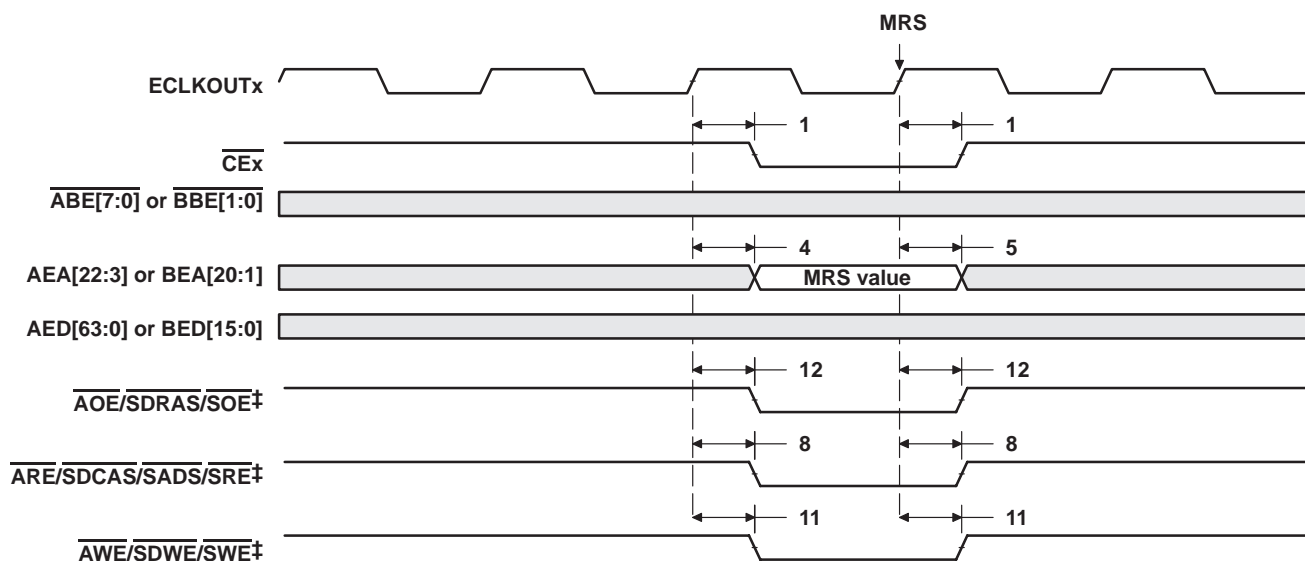 MRS
ECLKOUTx
1 1
CEx
ABE[7:0] or BBE[1:0]
4 5
AEA[22:3] or BEA[20:1] MRS value
AED[63:0] or BED[15:0]
12 12
AOE/SDRAS/SOE‡
8 8
ARE/SDCAS/SADS/SRE‡
11 11
AWE/SDWE/SWE‡